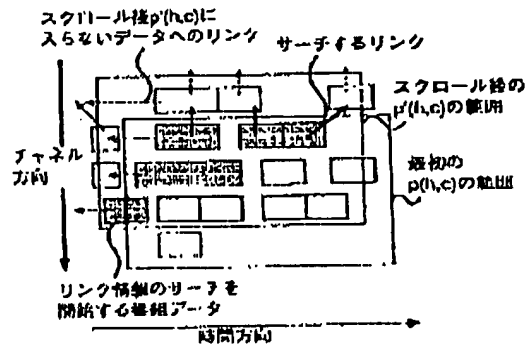 スクロール後p'(h,c)に
入らないデータへのリンク
サーチするリンク
スクロール後の
p'(h,c)の範囲
チャネル
方向
最初の
p(h,c)の範囲
リンク情報のサーチを
開始する番組データ
時間方向